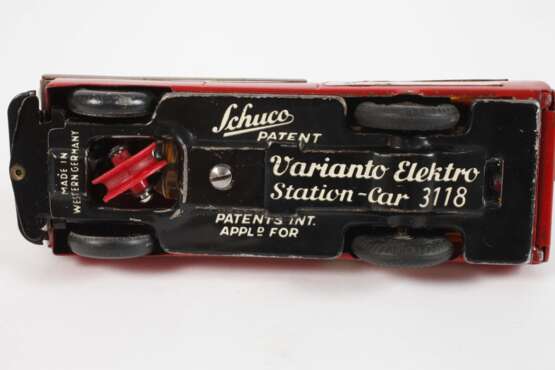 Schuco
PATENT
Varianto Elektro
Station-Car 3118
PATENTS INT.
APPLD FOR
MADE IN
WESTERN GERMANY